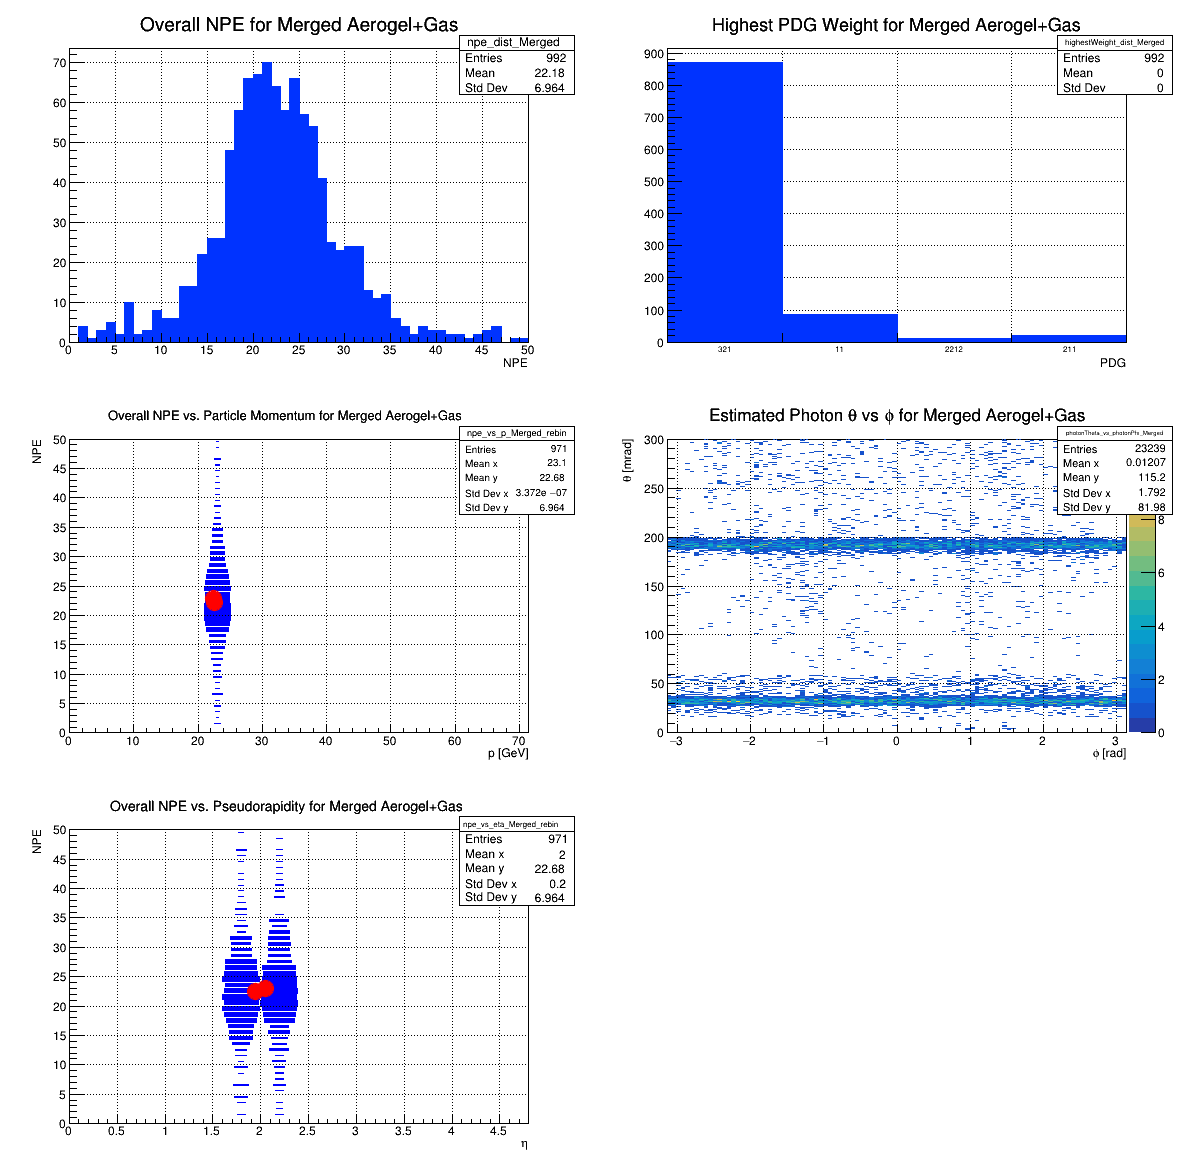 Overall NPE for Merged Aerogel+Gas
npe_dist_Merged
Entries 992
Mean 22.18
Std Dev 6.964
70
60
50
40
30
20
10
0
0 5 10 15 20 25 30 35 40 45 50
NPE
Highest PDG Weight for Merged Aerogel+Gas
highestWeight_dist_Merged
Entries 992
Mean 0
Std Dev 0
900
800
700
600
500
400
300
200
100
0
321 11 2212 211
PDG
Overall NPE vs. Particle Momentum for Merged Aerogel+Gas
npe_vs_p_Merged_rebin
Entries 971
Mean x 23.1
Mean y 22.68
Std Dev x 3.372e −07
Std Dev y 6.964
NPE
50
45
40
35
30
25
20
15
10
5
0
0 10 20 30 40 50 60 70
p [GeV]
Estimated Photon θ vs ϕ for Merged Aerogel+Gas
photonTheta_vs_photonPhi_Merged
Entries 23239
Mean x 0.01207
Mean y 115.2
Std Dev x 1.792
Std Dev y 81.98
θ [mrad]
300
250
200
150
100
50
0
−3 −2 −1 0 1 2 3
ϕ [rad]
8
6
4
2
0
Overall NPE vs. Pseudorapidity for Merged Aerogel+Gas
npe_vs_eta_Merged_rebin
Entries 971
Mean x 2
Mean y 22.68
Std Dev x 0.2
Std Dev y 6.964
NPE
50
45
40
35
30
25
20
15
10
5
0
0 0.5 1 1.5 2 2.5 3 3.5 4 4.5
η